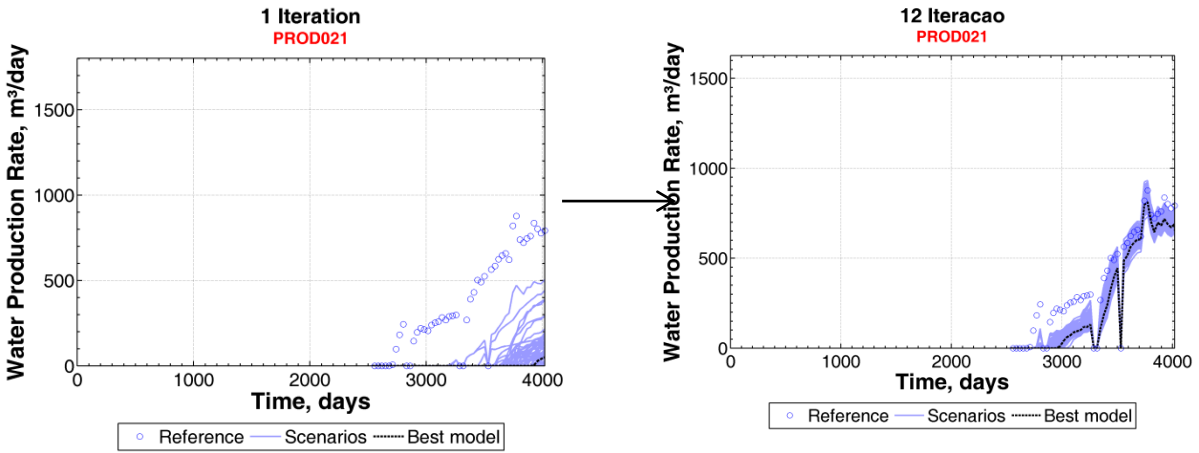 1 Iteration
PROD021
Water Production Rate, m³/day
1500
1000
500
0
0 1000 2000 3000 4000
Time, days
Reference Scenarios Best model
12 Iteracao
PROD021
Water Production Rate, m³/day
1500
1000
500
0
0 1000 2000 3000 4000
Time, days
Reference Scenarios Best model